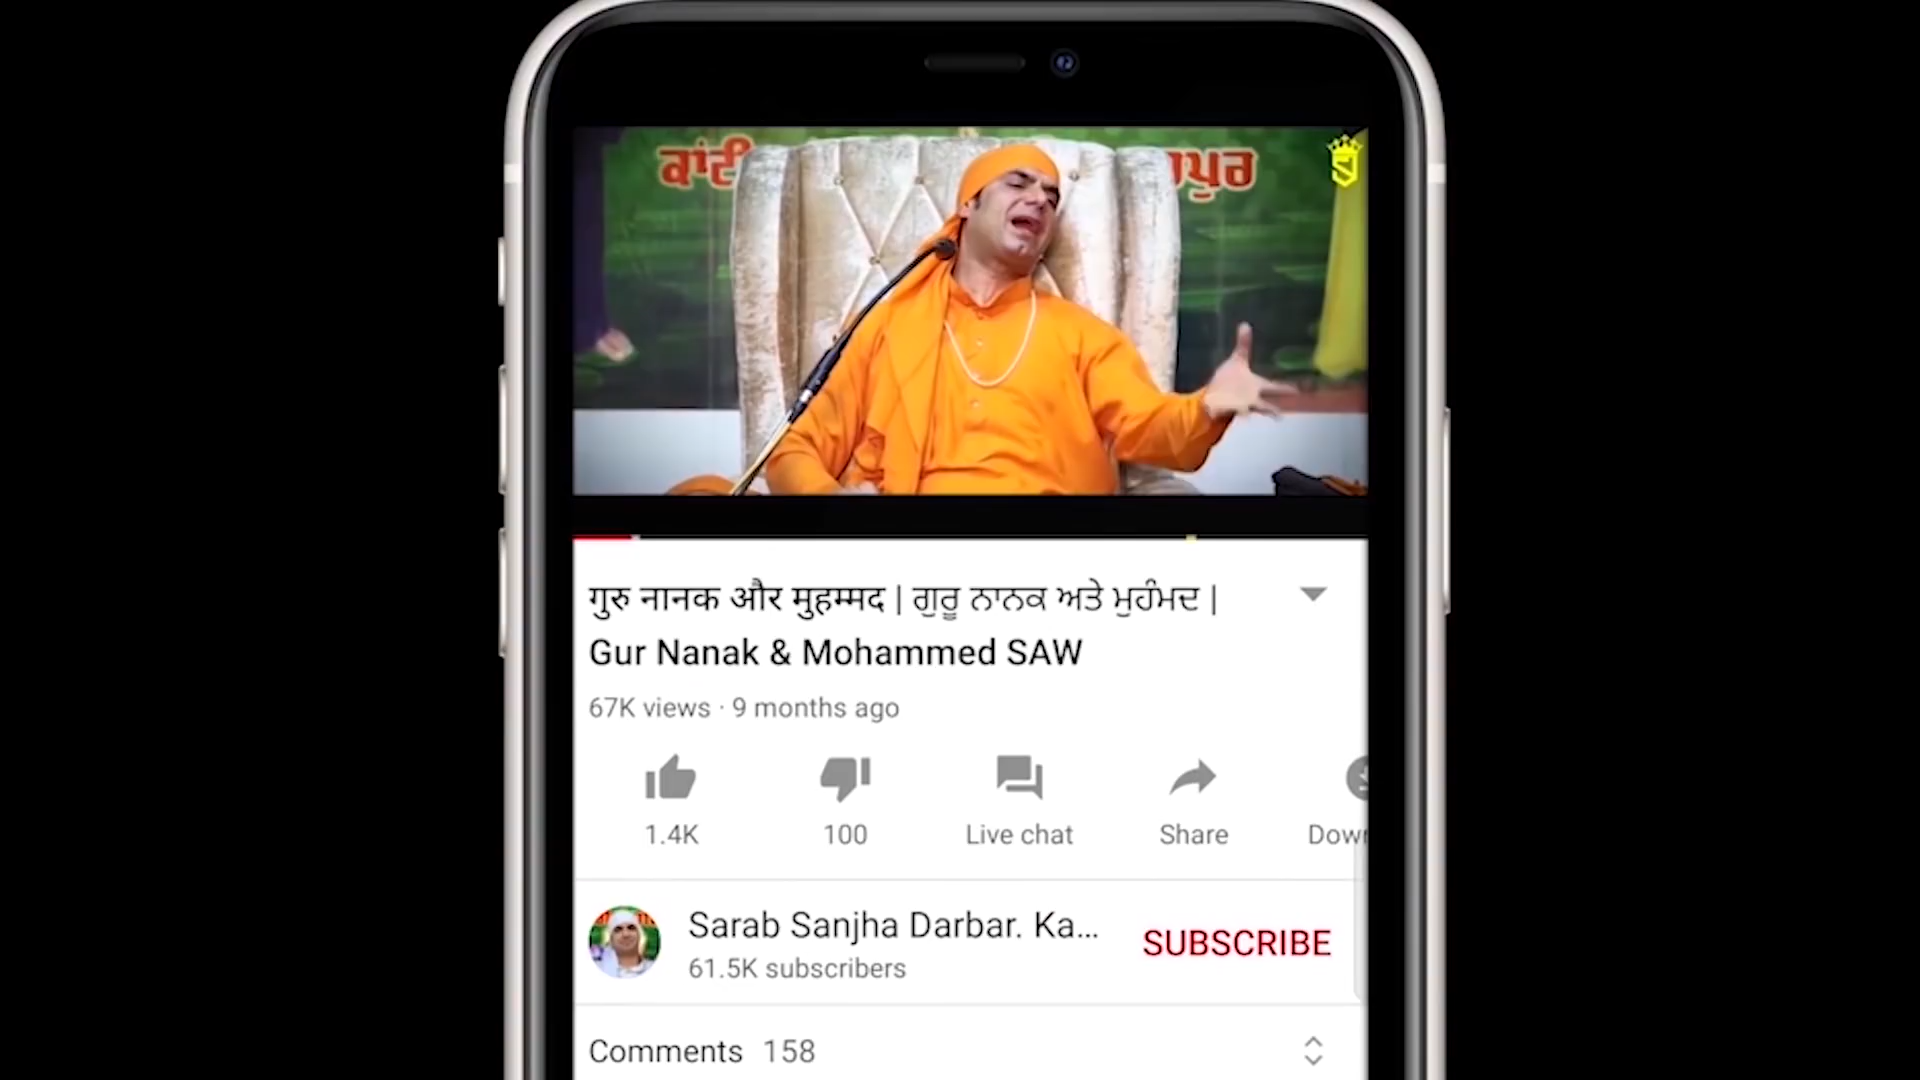 गुरु नानक और मुहम्मद | ਗੁਰੂ ਨਾਨਕ ਅਤੇ ਮੁਹੰਮਦ |
Gur Nanak & Mohammed SAW
67K views · 9 months ago
1.4K 100 Live chat Share Down
Sarab Sanjha Darbar. Ka... SUBSCRIBE
61.5K subscribers
Comments 158